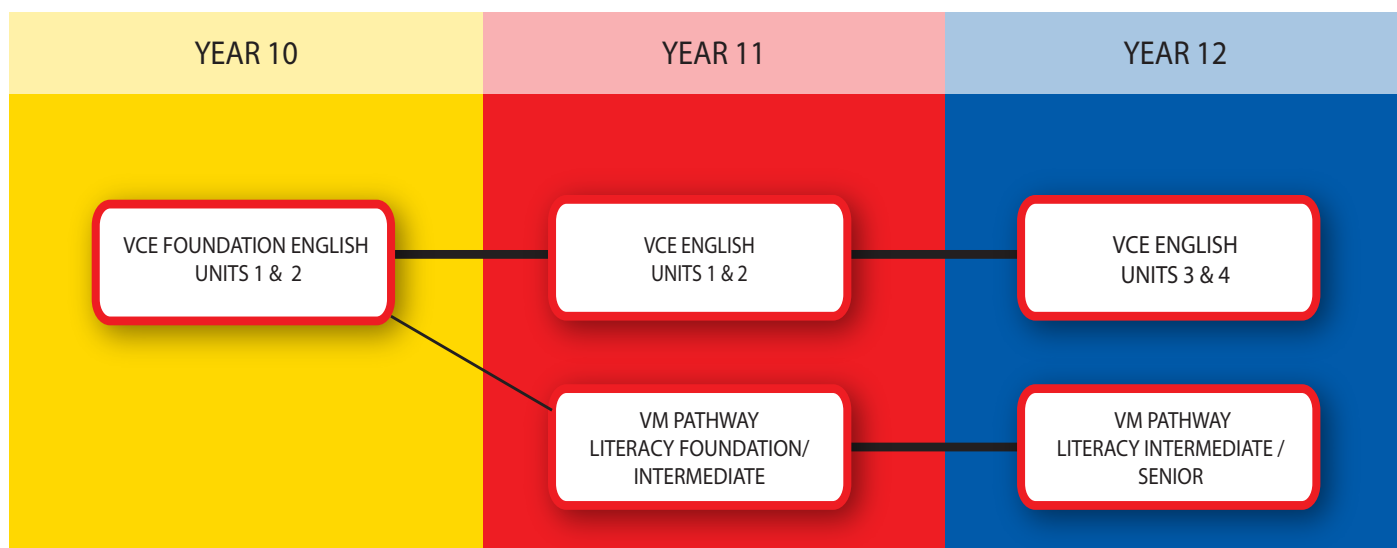 YEAR 10
YEAR 11
YEAR 12
VCE FOUNDATION ENGLISH
UNITS 1 & 2
VCE ENGLISH
UNITS 1 & 2
VCE ENGLISH
UNITS 3 & 4
VM PATHWAY
LITERACY FOUNDATION/
INTERMEDIATE
VM PATHWAY
LITERACY INTERMEDIATE /
SENIOR